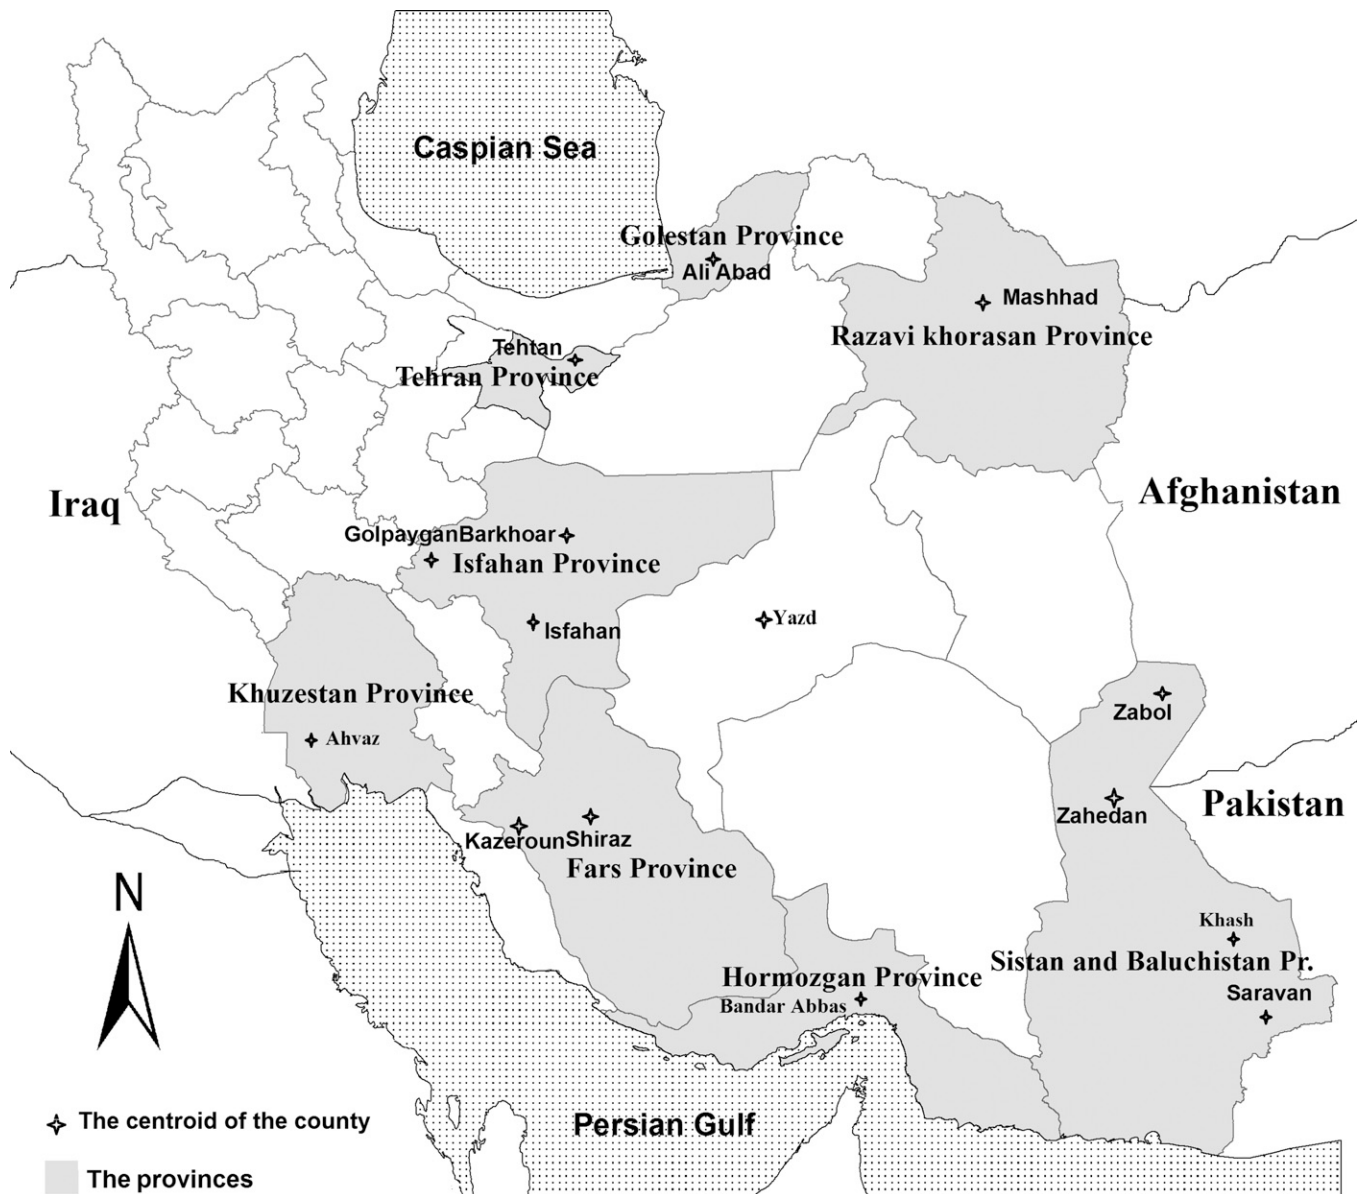 Caspian Sea
Golestan Province
Ali Abad
Mashhad
Razavi khorasan Province
Tehtan
Tehran Province
Iraq
Afghanistan
GolpayganBarkhoar
Isfahan Province
Yazd
Isfahan
Khuzestan Province
Zabol
Ahvaz
Pakistan
Zahedan
KazerounShiraz
Fars Province
N
Khash
Sistan and Baluchistan Pr.
Hormozgan Province
Saravan
Bandar Abbas
The centroid of the county
Persian Gulf
The provinces